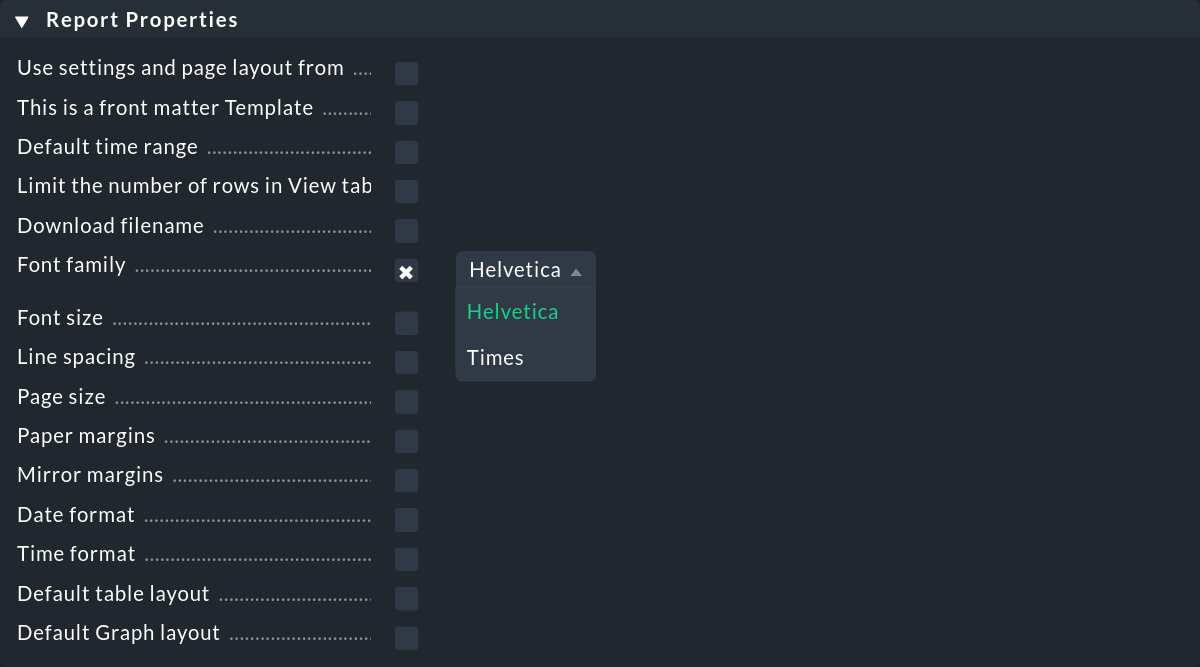 Report Properties
Use settings and page layout from
This is a front matter Template
Default time range
Limit the number of rows in View tab
Download filename
Font family Helvetica
Helvetica
Font size
Times
Line spacing
Page size
Paper margins
Mirror margins
Date format
Time format
Default table layout
Default Graph layout